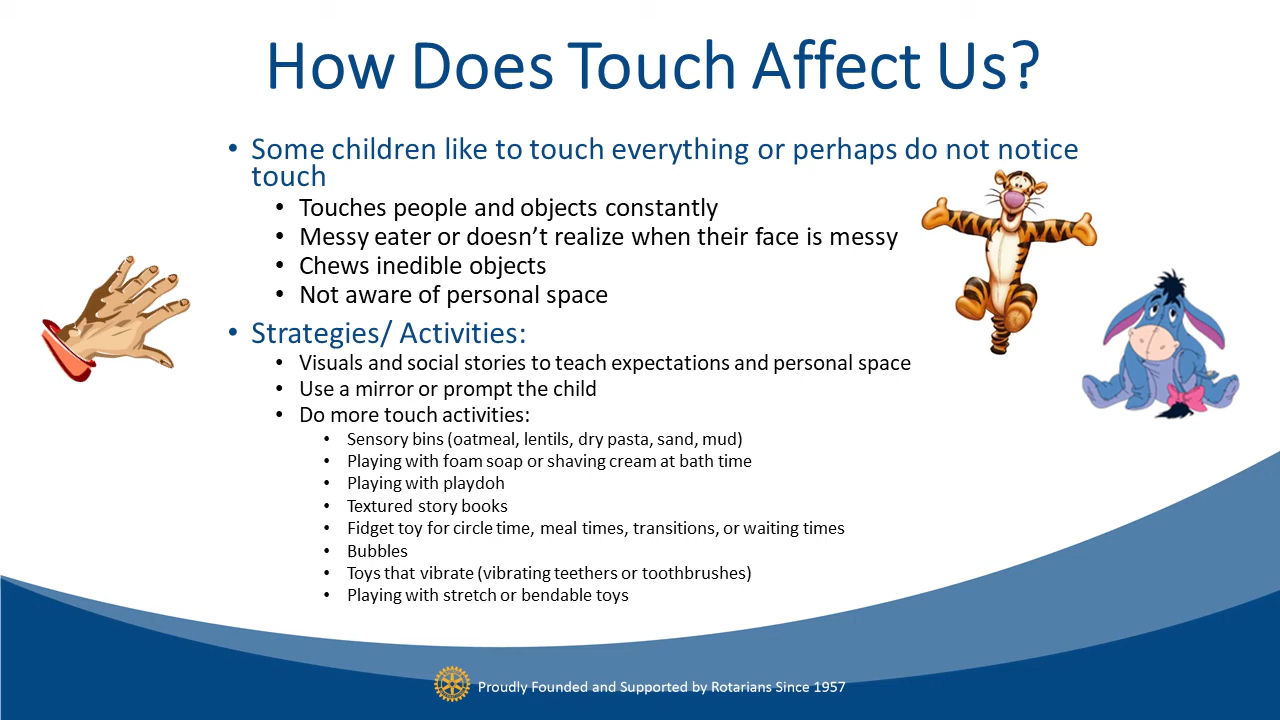 How Does Touch Affect Us?
• Some children like to touch everything or perhaps do not notice
touch
• Touches people and objects constantly
• Messy eater or doesn’t realize when their face is messy
• Chews inedible objects
• Not aware of personal space
• Strategies/ Activities:
• Visuals and social stories to teach expectations and personal space
• Use a mirror or prompt the child
• Do more touch activities:
• Sensory bins (oatmeal, lentils, dry pasta, sand, mud)
• Playing with foam soap or shaving cream at bath time
• Playing with playdoh
• Textured story books
• Fidget toy for circle time, meal times, transitions, or waiting times
• Bubbles
• Toys that vibrate (vibrating teethers or toothbrushes)
• Playing with stretch or bendable toys
Proudly Founded and Supported by Rotarians Since 1957